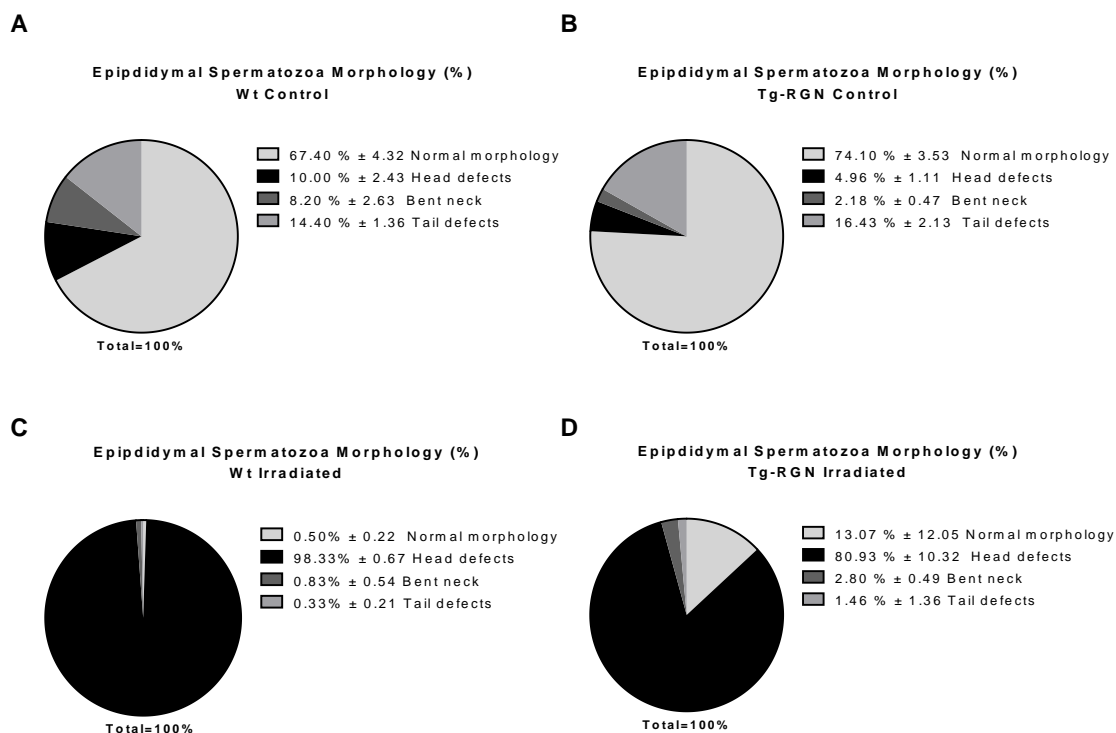 A
Epipdidymal Spermatozoa Morphology (%)
Wt Control
67.40 % ± 4.32 Normal morphology
10.00 % ± 2.43 Head defects
8.20 % ± 2.63 Bent neck
14.40 % ± 1.36 Tail defects
Total=100%
B
Epipdidymal Spermatozoa Morphology (%)
Tg-RGN Control
74.10 % ± 3.53 Normal morphology
4.96 % ± 1.11 Head defects
2.18 % ± 0.47 Bent neck
16.43 % ± 2.13 Tail defects
Total=100%
C
Epipdidymal Spermatozoa Morphology (%)
Wt Irradiated
0.50% ± 0.22 Normal morphology
98.33% ± 0.67 Head defects
0.83% ± 0.54 Bent neck
0.33% ± 0.21 Tail defects
Total=100%
D
Epipdidymal Spermatozoa Morphology (%)
Tg-RGN Irradiated
13.07 % ± 12.05 Normal morphology
80.93 % ± 10.32 Head defects
2.80 % ± 0.49 Bent neck
1.46 % ± 1.36 Tail defects
Total=100%